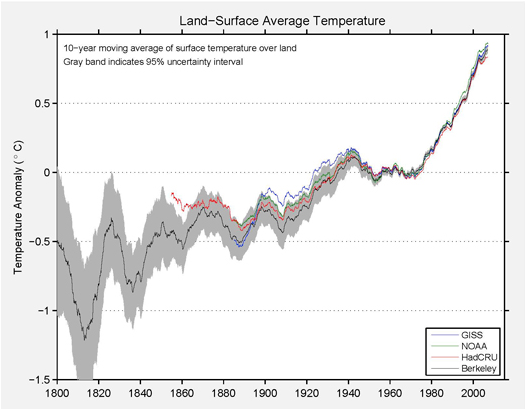 Land−Surface Average Temperature
10−year moving average of surface temperature over land
Gray band indicates 95% uncertainty interval
Temperature Anomaly ( ° C)
1
0.5
0
−0.5
−1
−1.5
1800 1820 1840 1860 1880 1900 1920 1940 1960 1980 2000
GISS
NOAA
HadCRU
Berkeley